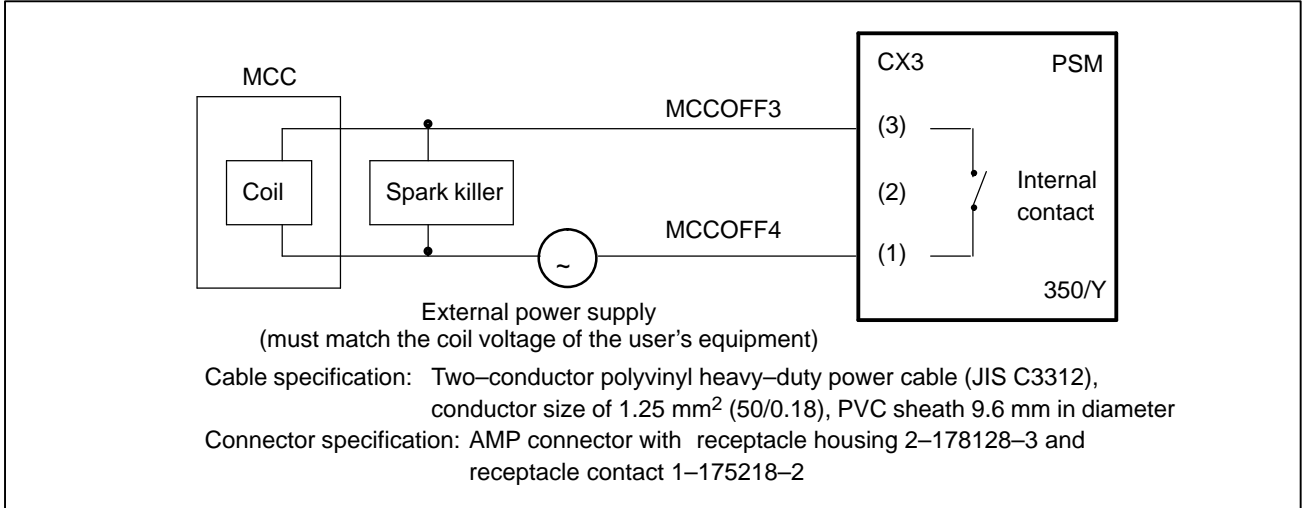 CX3 PSM
MCC
MCCOFF3
(3)
Coil
Spark killer
(2)
Internal
contact
MCCOFF4
(1)
~
350/Y
External power supply
(must match the coil voltage of the user's equipment)
Cable specification: Two–conductor polyvinyl heavy–duty power cable (JIS C3312),
conductor size of 1.25 mm² (50/0.18), PVC sheath 9.6 mm in diameter
Connector specification: AMP connector with receptacle housing 2–178128–3 and
receptacle contact 1–175218–2